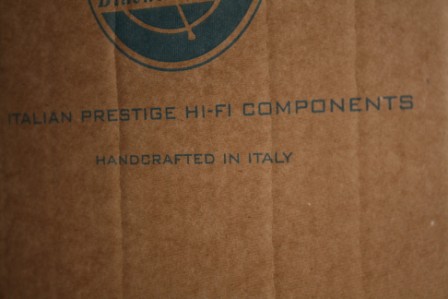 ITALIAN PRESTIGE HI-FI COMPONENTS
HANDCRAFTED IN ITALY